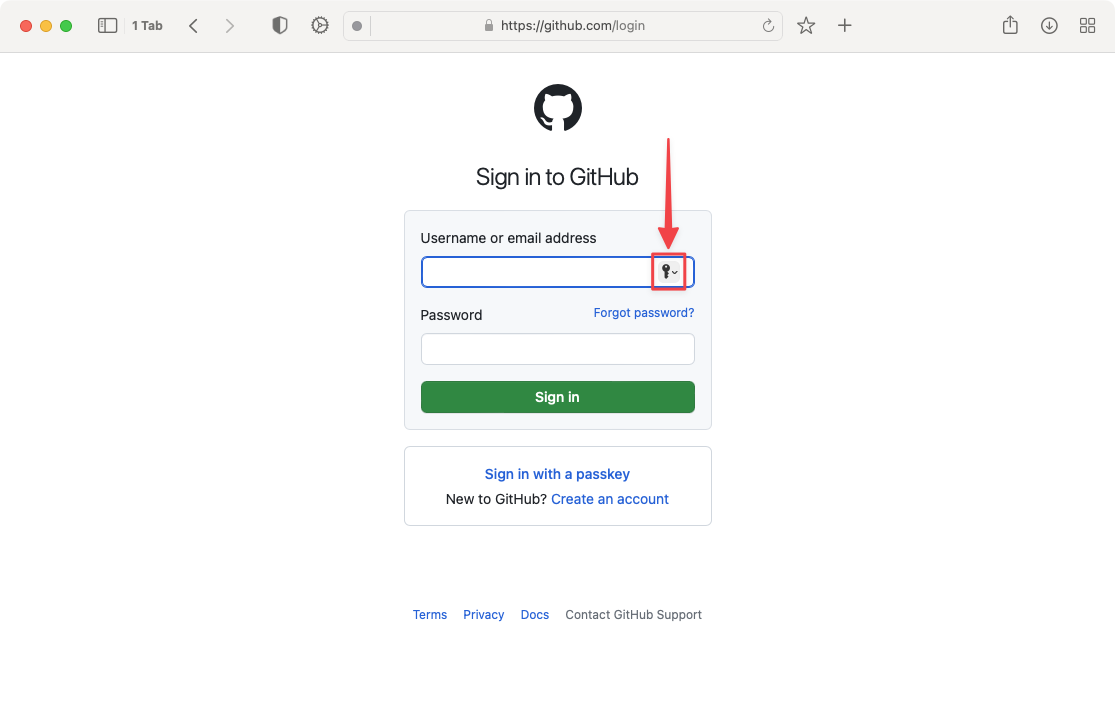 1 Tab
https://github.com/login
Sign in to GitHub
Username or email address
Password Forgot password?
Sign in
Sign in with a passkey
New to GitHub? Create an account
Terms Privacy Docs Contact GitHub Support